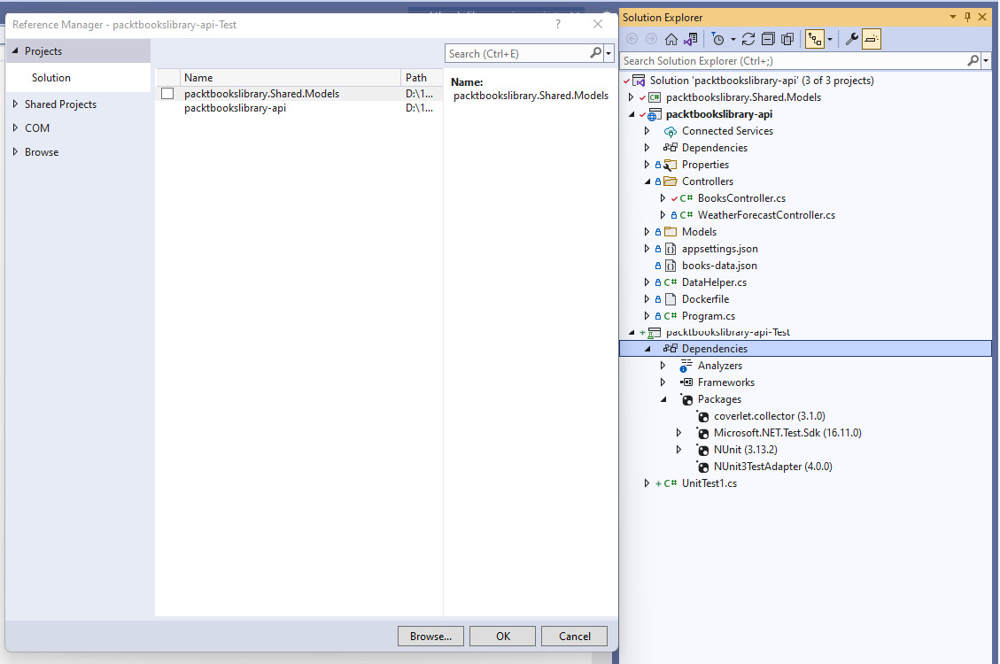 Reference Manager - packtbookslibrary-api-Test
?
Projects
Solution
Shared Projects
COM
Browse
Search (Ctrl+E)
Name Path
packtbookslibrary.Shared.Models D:\1...
packtbookslibrary-api D:\1...
Name:
packtbookslibrary.Shared.Models
Browse... OK Cancel
Solution Explorer
Search Solution Explorer (Ctrl+;)
Solution 'packtbookslibrary-api' (3 of 3 projects)
C# packtbookslibrary.Shared.Models
packtbookslibrary-api
Connected Services
Dependencies
Properties
Controllers
C# BooksController.cs
C# WeatherForecastController.cs
Models
appsettings.json
books-data.json
C# DataHelper.cs
Dockerfile
C# Program.cs
packtbookslibrary-api-Test
Dependencies
Analyzers
Frameworks
Packages
coverlet.collector (3.1.0)
Microsoft.NET.Test.Sdk (16.11.0)
NUnit (3.13.2)
NUnit3TestAdapter (4.0.0)
+ C# UnitTest1.cs